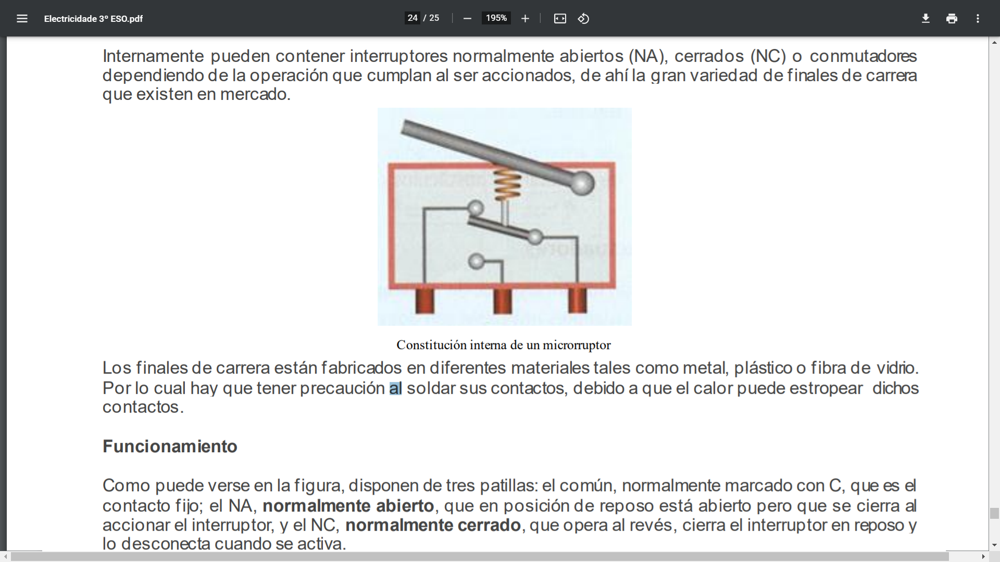 Electricidade 3º ESO.pdf
24 / 25
195%
Internamente pueden contener interruptores normalmente abiertos (NA), cerrados (NC) o conmutadores
dependiendo de la operación que cumplan al ser accionados, de ahí la gran variedad de finales de carrera
que existen en mercado.
Constitución interna de un microrruptor
Los finales de carrera están fabricados en diferentes materiales tales como metal, plástico o fibra de vidrio.
Por lo cual hay que tener precaución al soldar sus contactos, debido a que el calor puede estropear dichos
contactos.
Funcionamiento
Como puede verse en la figura, disponen de tres patillas: el común, normalmente marcado con C, que es el
contacto fijo; el NA, normalmente abierto, que en posición de reposo está abierto pero que se cierra al
accionar el interruptor, y el NC, normalmente cerrado, que opera al revés, cierra el interruptor en reposo y
lo desconecta cuando se activa.